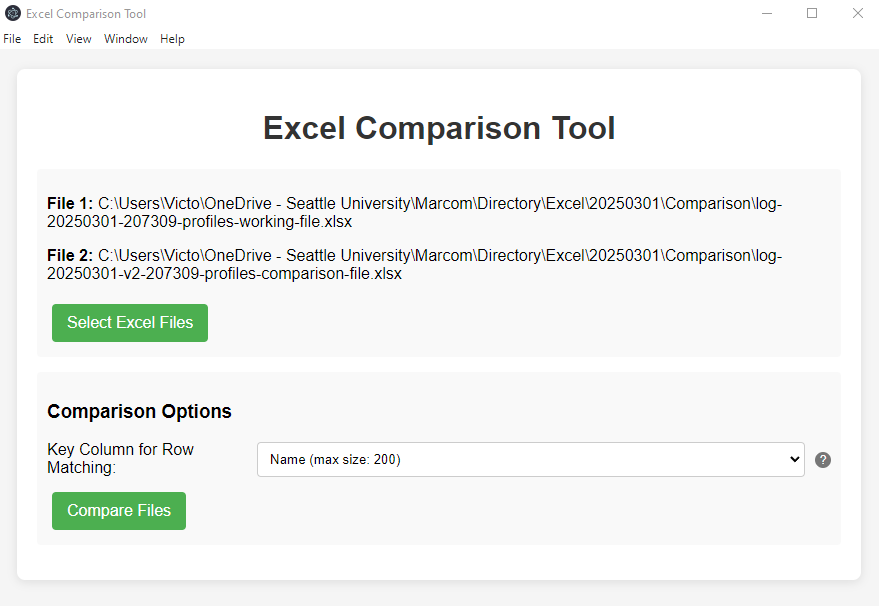 Excel Comparison Tool
File Edit View Window Help
Excel Comparison Tool
File 1: C:\Users\Victo\OneDrive - Seattle University\Marcom\Directory\Excel\20250301\Comparison\log-
20250301-207309-profiles-working-file.xlsx
File 2: C:\Users\Victo\OneDrive - Seattle University\Marcom\Directory\Excel\20250301\Comparison\log-
20250301-v2-207309-profiles-comparison-file.xlsx
Select Excel Files
Comparison Options
Key Column for Row
Matching:
Name (max size: 200)
?
Compare Files